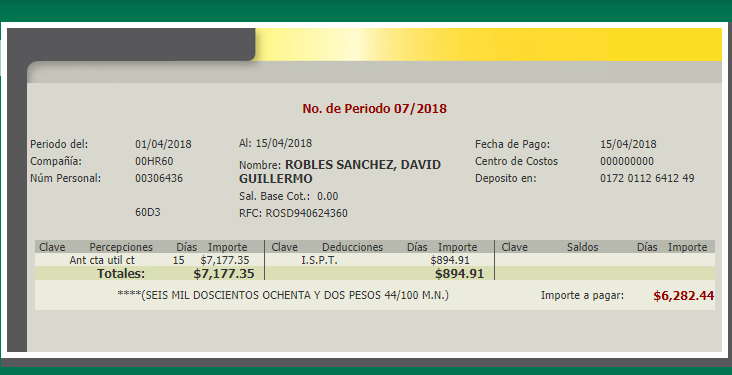 No. de Periodo 07/2018
Periodo del: 01/04/2018 Al: 15/04/2018 Fecha de Pago: 15/04/2018
Compañía: 00HR60 Nombre: ROBLES SANCHEZ, DAVID GUILLERMO Centro de Costos 000000000
Núm Personal: 00306436 Deposito en: 0172 0112 6412 49
Sal. Base Cot.: 0.00
60D3 RFC: ROSD940624360
Clave Percepciones Días Importe Clave Deducciones Días Importe Clave Saldos Días Importe
Ant cta util ct 15 $7,177.35 I.S.P.T. $894.91
Totales: $7,177.35 $894.91
****(SEIS MIL DOSCIENTOS OCHENTA Y DOS PESOS 44/100 M.N.) Importe a pagar: $6,282.44